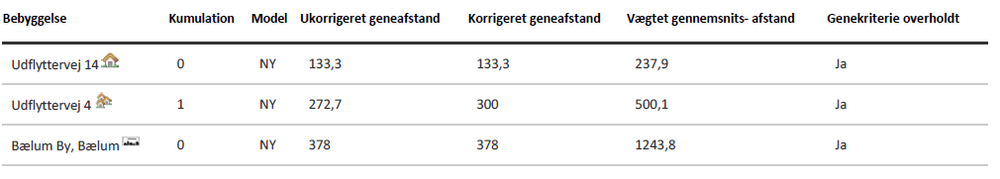 Bebyggelse Kumulation Model Ukorrigeret geneafstand Korrigeret geneafstand Vægtet gennemsnits- afstand Genekriterie overholdt
Udflyttervej 14 0 NY 133,3 133,3 237,9 Ja
Udflyttervej 4 1 NY 272,7 300 500,1 Ja
Bælum By, Bælum 0 NY 378 378 1243,8 Ja